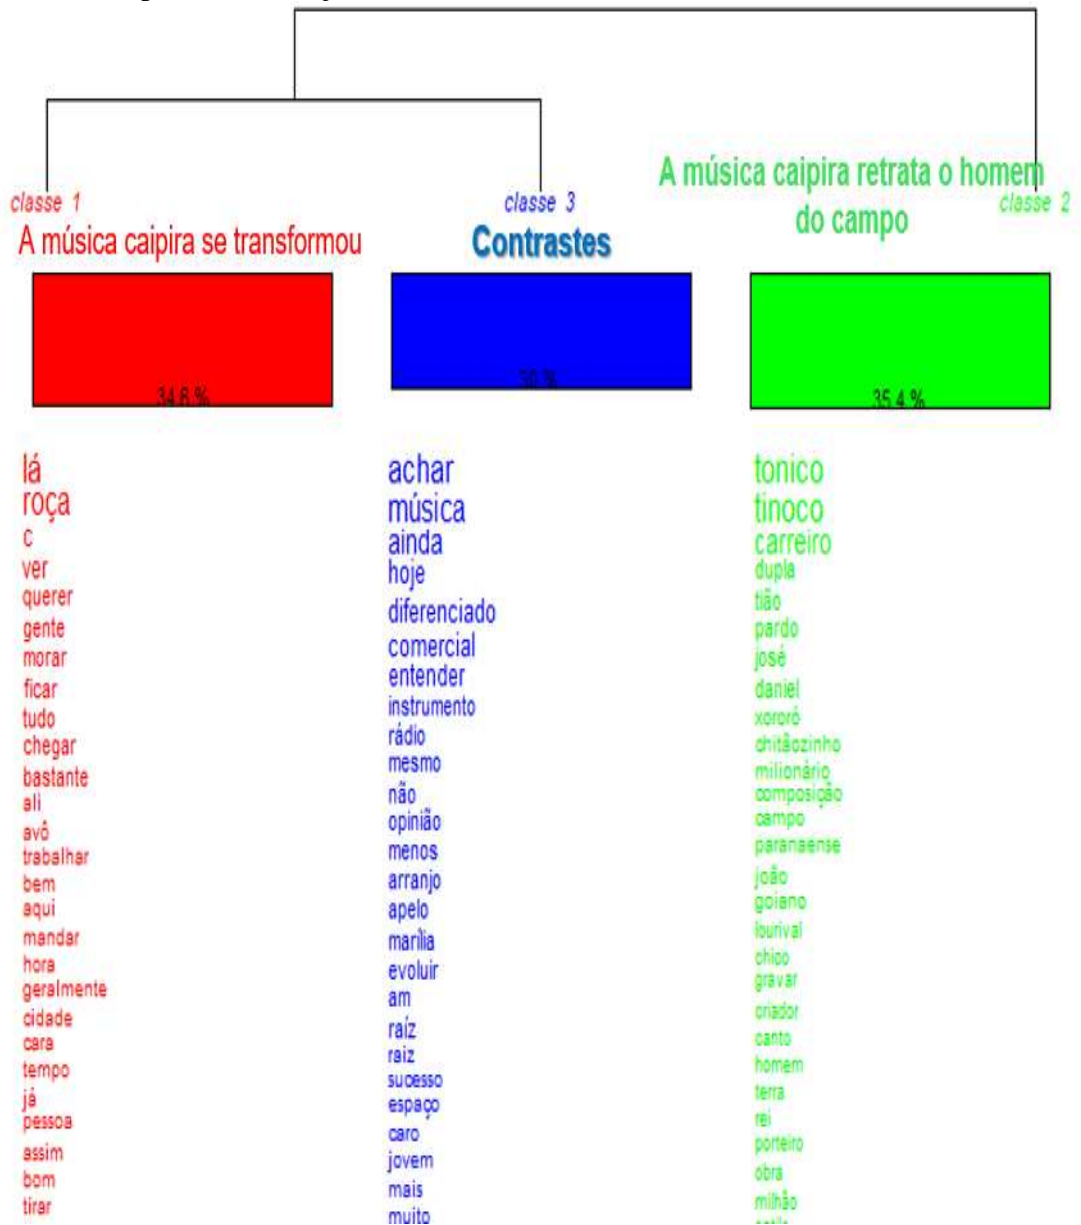 classe 1
A música caipira se transformou
34.6 %
lá
roça
c
ver
querer
gente
morar
ficar
tudo
chegar
bastante
ali
avô
trabalhar
bem
aqui
mandar
hora
geralmente
cidade
cara
tempo
já
pessoa
assim
bom
tirar
classe 3
Contrastes
30 %
achar
música
ainda
hoje
diferenciado
comercial
entender
instrumento
rádio
mesmo
não
opinião
menos
arranjo
apelo
marília
evoluir
am
raíz
raiz
sucesso
espaço
caro
jovem
mais
muito
A música caipira retrata o homem
do campo
classe 2
35.4 %
tonico
tinoco
carreiro
dupla
tião
pardo
josé
daniel
xororó
chitãozinho
milionário
composição
campo
paranaense
joão
goiano
lourival
chico
gravar
criador
canto
homem
terra
rei
porteiro
obra
milhão